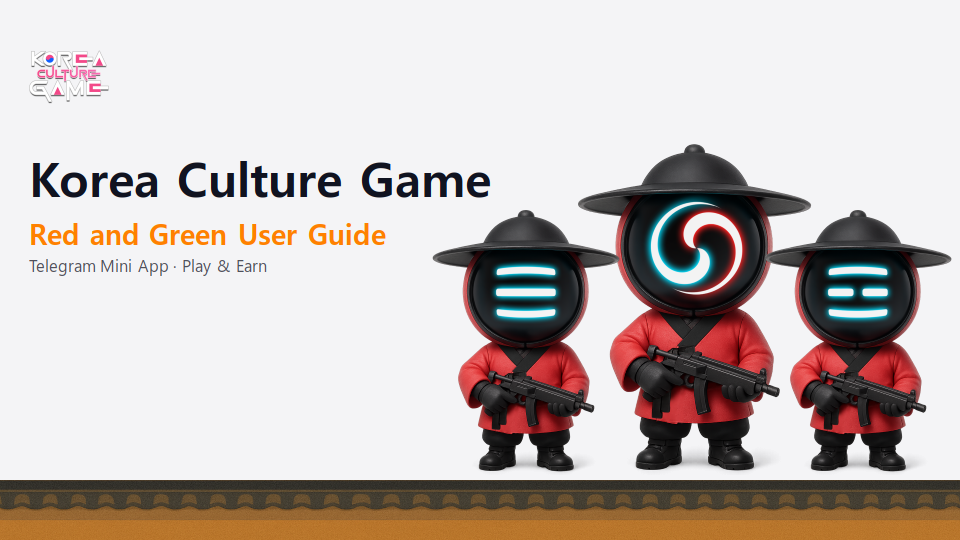 KOREA
CULTURE
GAME
Korea Culture Game
Red and Green User Guide
Telegram Mini App · Play & Earn